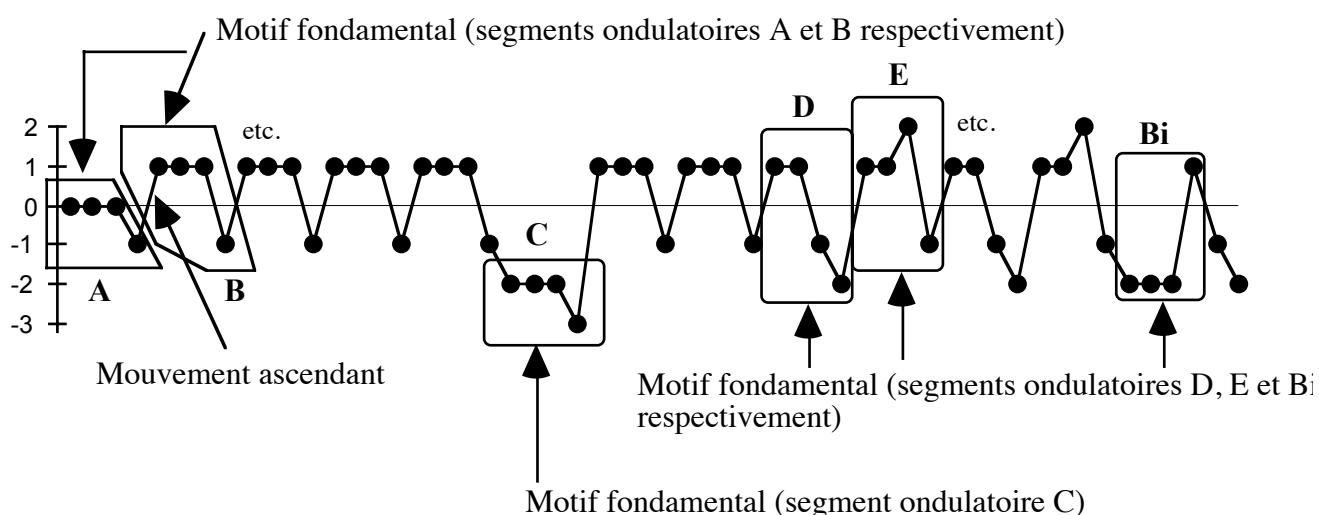 Motif fondamental (segments ondulatoires A et B respectivement)
E
D
etc.
etc.
Bi
2
1
0
-1
-2
-3
C
A
B
Mouvement ascendant
Motif fondamental (segments ondulatoires D, E et Bi
respectivement)
Motif fondamental (segment ondulatoire C)